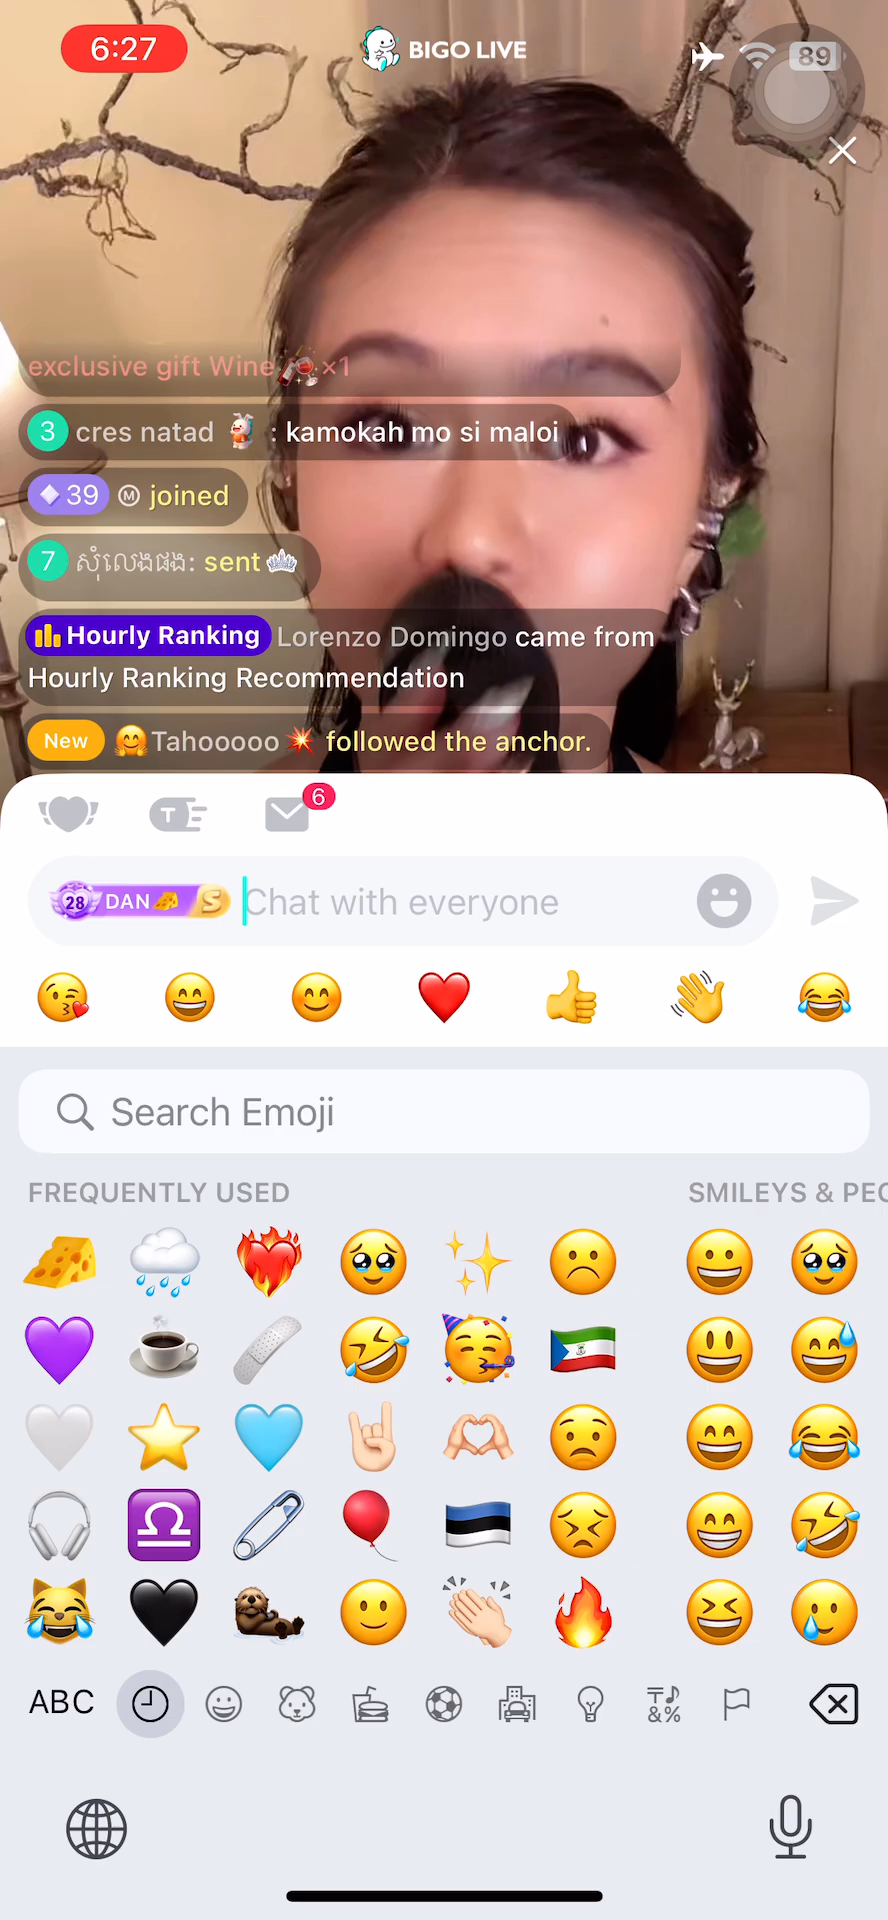 6:27
BIGO LIVE
89
exclusive gift Wine ×1
3 cres natad : kamokah mo si maloi
39 M joined
7 សុំលេងផង: sent
Hourly Ranking Lorenzo Domingo came from
Hourly Ranking Recommendation
New Tahooooo followed the anchor.
6
28 DAN S Chat with everyone
Search Emoji
FREQUENTLY USED
SMILEYS & PEO
ABC